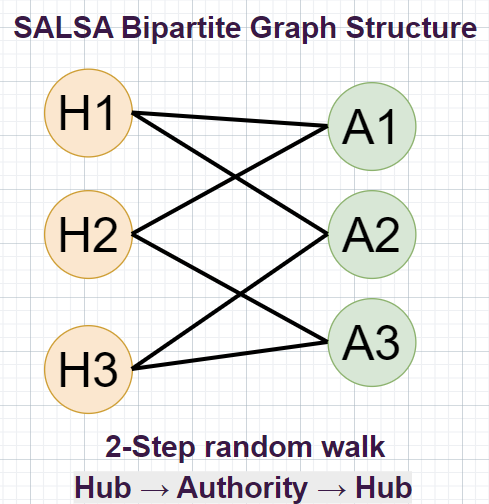 SALSA Bipartite Graph Structure
H1
A1
H2
A2
H3
A3
2-Step random walk
Hub → Authority → Hub